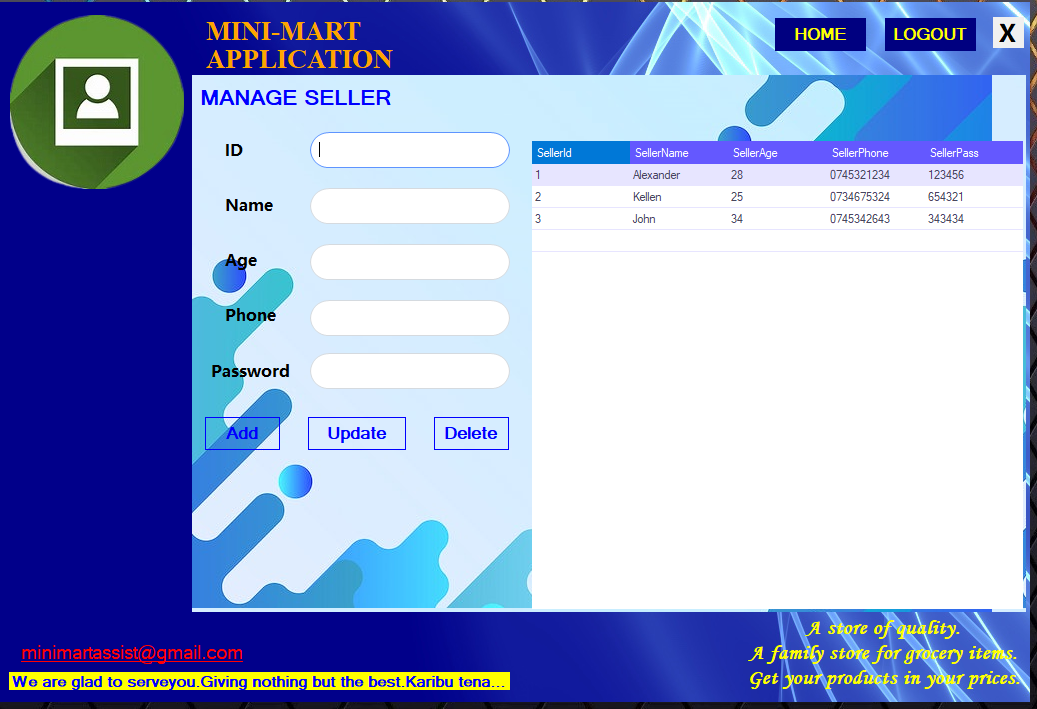 MINI-MART
APPLICATION
HOME
LOGOUT
X
MANAGE SELLER
ID
Name
Age
Phone
Password
Add
Update
Delete
SellerId SellerName SellerAge SellerPhone SellerPass
1 Alexander 28 0745321234 123456
2 Kellen 25 0734675324 654321
3 John 34 0745342643 343434
minimartassist@gmail.com
We are glad to serveyou.Giving nothing but the best.Karibu tena...
A store of quality.
A family store for grocery items.
Get your products in your prices.